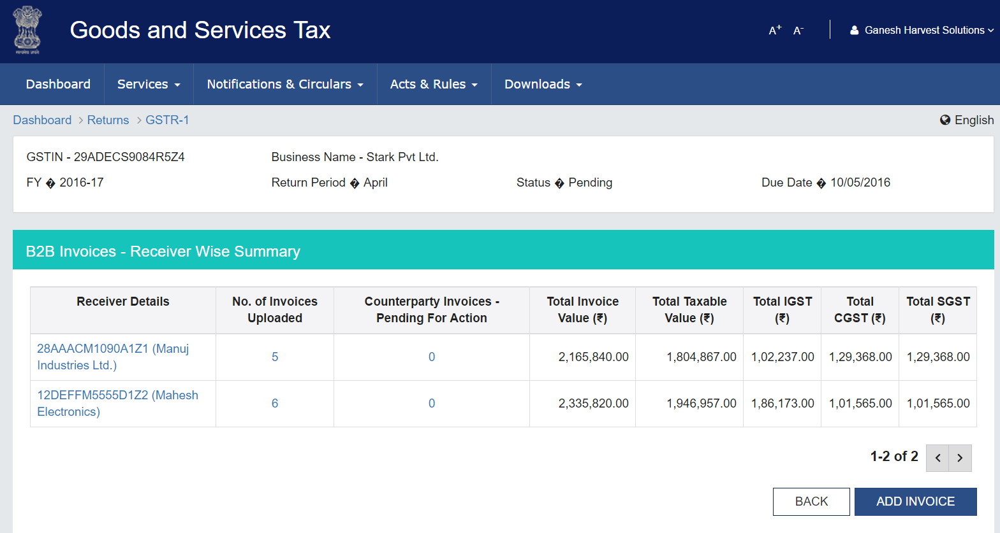 Goods and Services Tax
A+ A-
Ganesh Harvest Solutions
Dashboard Services Notifications & Circulars Acts & Rules Downloads
Dashboard > Returns > GSTR-1
English
GSTIN - 29ADECS9084R5Z4 Business Name - Stark Pvt Ltd.
FY � 2016-17 Return Period � April Status � Pending Due Date � 10/05/2016
B2B Invoices - Receiver Wise Summary
Receiver Details No. of Invoices Counterparty Invoices - Total Invoice Total Taxable Total IGST Total Total SGST
Uploaded Pending For Action Value (₹) Value (₹) (₹) CGST (₹) (₹)
28AAACM1090A1Z1 (Manuj
Industries Ltd.) 5 0 2,165,840.00 1,804,867.00 1,02,237.00 1,29,368.00 1,29,368.00
12DEFFM5555D1Z2 (Mahesh
Electronics) 6 0 2,335,820.00 1,946,957.00 1,86,173.00 1,01,565.00 1,01,565.00
1-2 of 2 < >
BACK ADD INVOICE